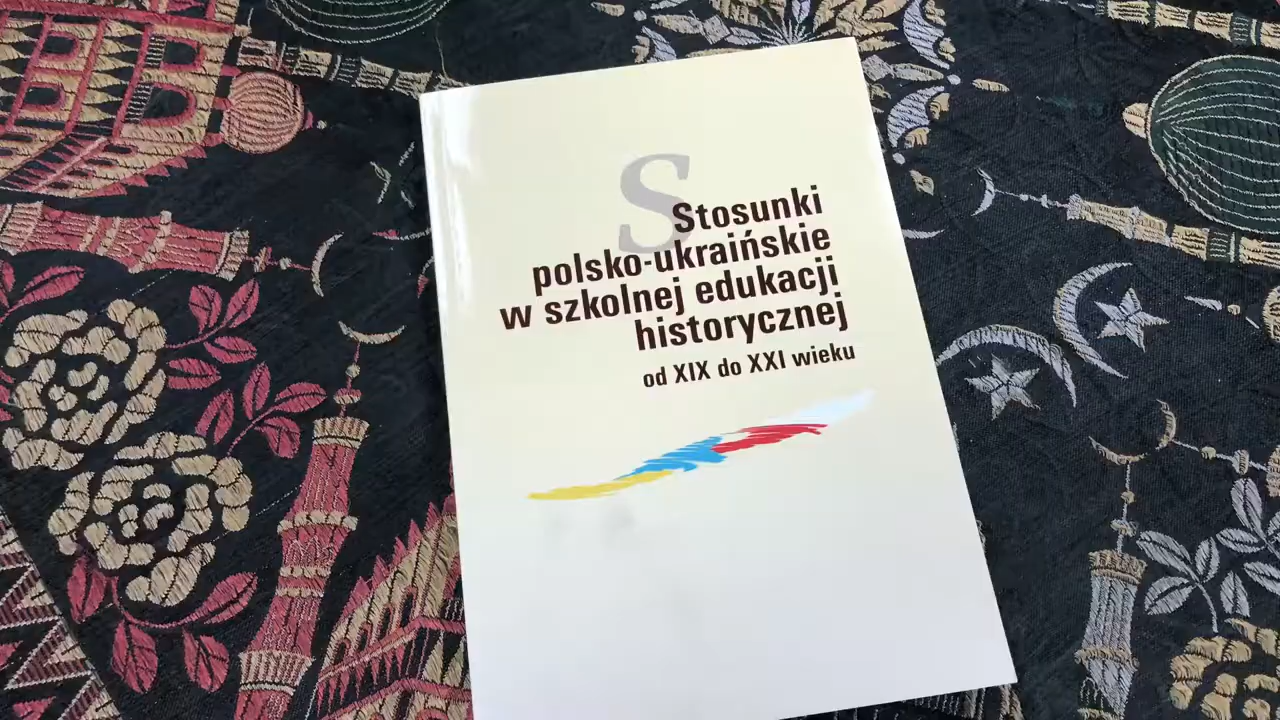 S
Stosunki
polsko-ukraińskie
w szkolnej edukacji
historycznej
od XIX do XXI wieku